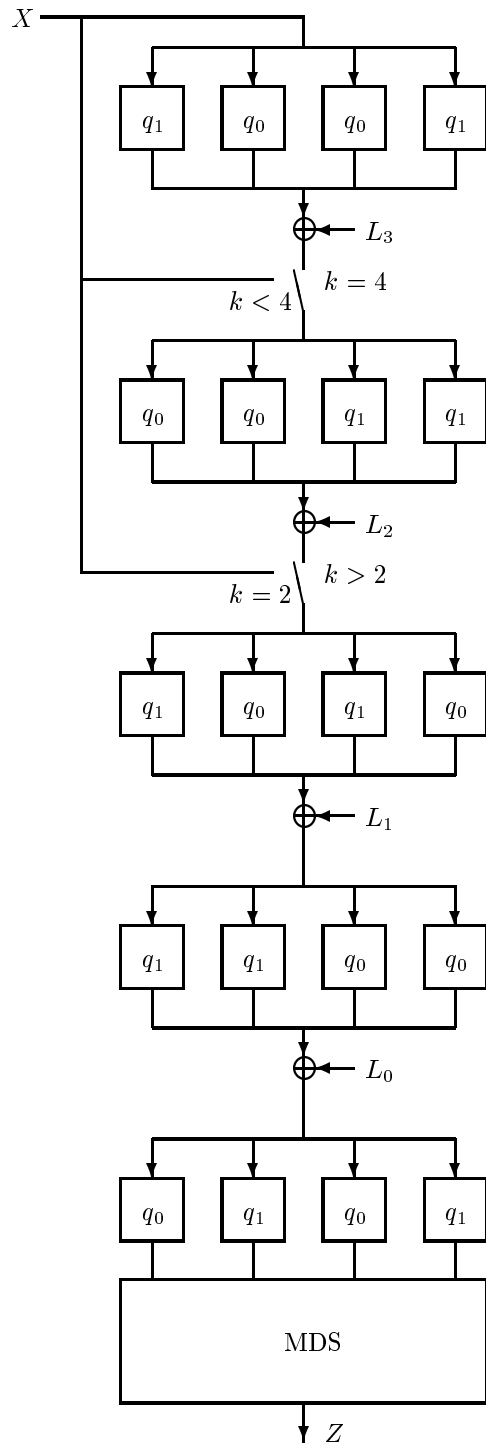 X
q₁ q₀ q₀ q₁
L₃
k < 4 k = 4
q₀ q₀ q₁ q₁
L₂
k = 2 k > 2
q₁ q₀ q₁ q₀
L₁
q₁ q₁ q₀ q₀
L₀
q₀ q₁ q₀ q₁
MDS
Z